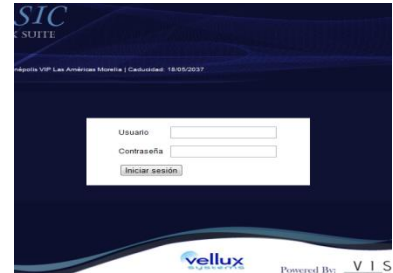 SIC
SUITE
népolis VIP Las Américas Morelia | Caducidad: 18/05/2037
Usuario
Contraseña
Iniciar sesión
vellux
systems
Powered By: VIS